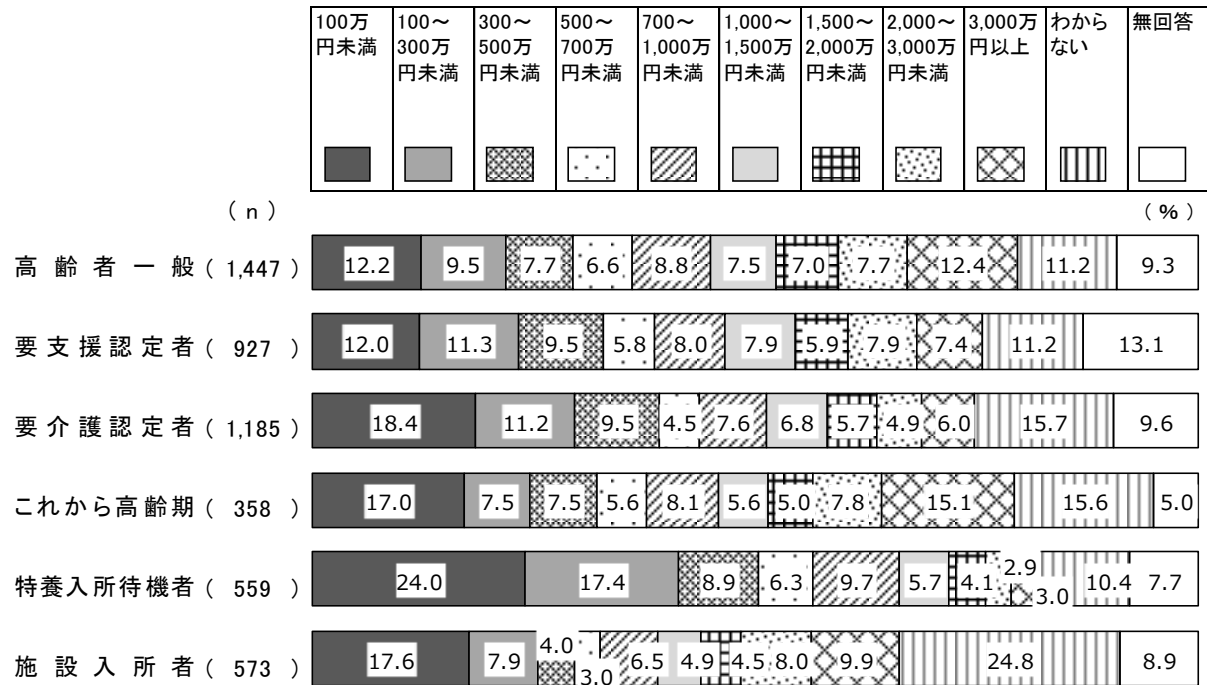 100万円未満
100～300万円未満
300～500万円未満
500～700万円未満
700～1,000万円未満
1,000～1,500万円未満
1,500～2,000万円未満
2,000～3,000万円未満
3,000万円以上
わからない
無回答
(n)
(%)
高齢者一般(1,447) 12.2 9.5 7.7 6.6 8.8 7.5 7.0 7.7 12.4 11.2 9.3
要支援認定者(927) 12.0 11.3 9.5 5.8 8.0 7.9 5.9 7.9 7.4 11.2 13.1
要介護認定者(1,185) 18.4 11.2 9.5 4.5 7.6 6.8 5.7 4.9 6.0 15.7 9.6
これから高齢期(358) 17.0 7.5 7.5 5.6 8.1 5.6 5.0 7.8 15.1 15.6 5.0
特養入所待機者(559) 24.0 17.4 8.9 6.3 9.7 5.7 4.1 2.9 3.0 10.4 7.7
施設入所者(573) 17.6 7.9 4.0 3.0 6.5 4.9 4.5 8.0 9.9 24.8 8.9